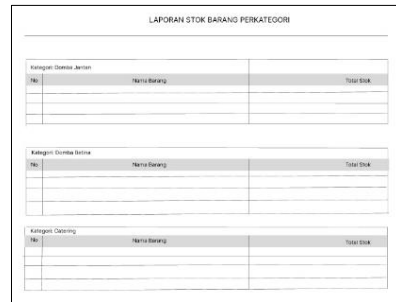 LAPORAN STOK BARANG PERKATEGORI
Kategori: Domba Jantan
No Nama Barang Total Stok
Kategori: Domba Betina
No Nama Barang Total Stok
Kategori: Catering
No Nama Barang Total Stok